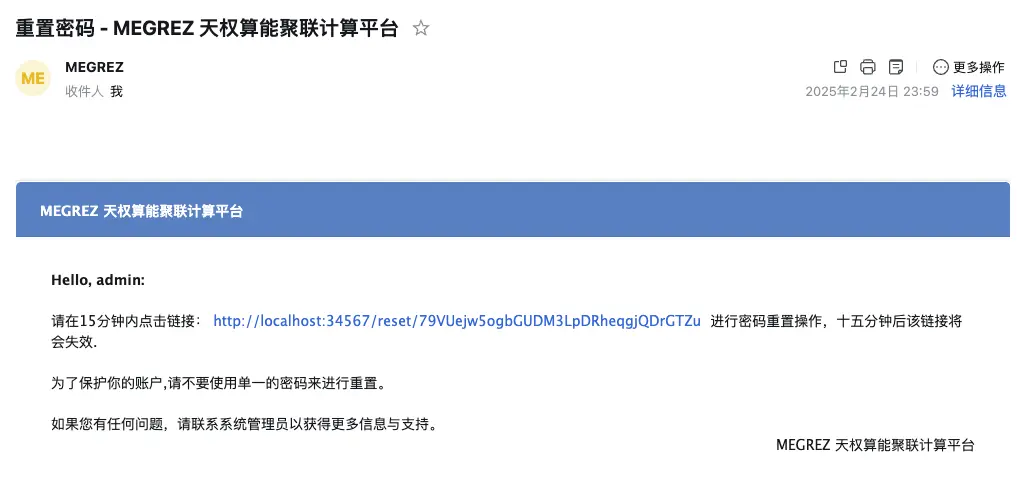 重置密码 - MEGREZ 天权算能聚联计算平台
ME
MEGREZ
更多操作
收件人 我
2025年2月24日 23:59 详细信息
MEGREZ 天权算能聚联计算平台
Hello, admin:
请在15分钟内点击链接： http://localhost:34567/reset/79VUejw5ogbGUDM3LpDRheqgjQDrGTZu 进行密码重置操作，十五分钟后该链接将
会失效.
为了保护你的账户,请不要使用单一的密码来进行重置。
如果您有任何问题，请联系系统管理员以获得更多信息与支持。
MEGREZ 天权算能聚联计算平台